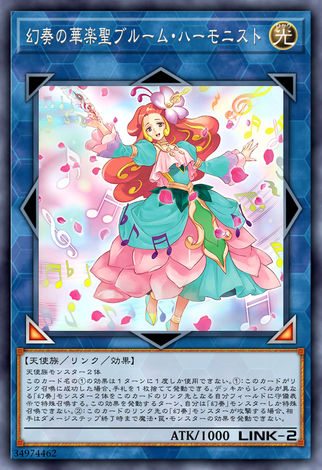 幻奏の華楽聖ブルーム・ハーモニスト
光
【天使族／リンク／効果】
天使族モンスター２体
このカード名の①の効果は１ターンに１度しか使用できない。①：このカードがリ
ンク召喚に成功した場合、手札を１枚捨てて発動できる。デッキからレベルが異な
る「幻奏」モンスター２体をこのカードのリンク先となる自分フィールドに守備表
示で特殊召喚する。この効果を発動するターン、自分は「幻奏」モンスターしか特殊
召喚できない。②：このカードのリンク先の「幻奏」モンスターが攻撃する場合、相
手はダメージステップ終了時まで魔法・罠・モンスターの効果を発動できない。
ATK/1000 LINK-2
34974462